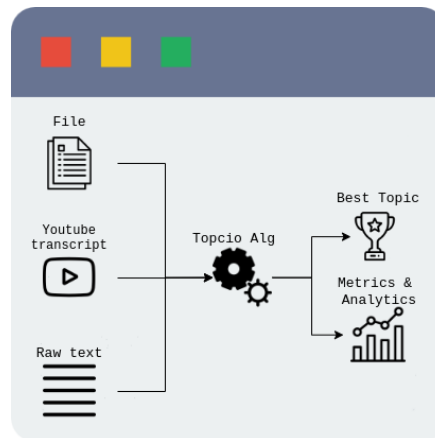 File
Youtube
transcript
Raw text
Topcio Alg
Best Topic
Metrics &
Analytics